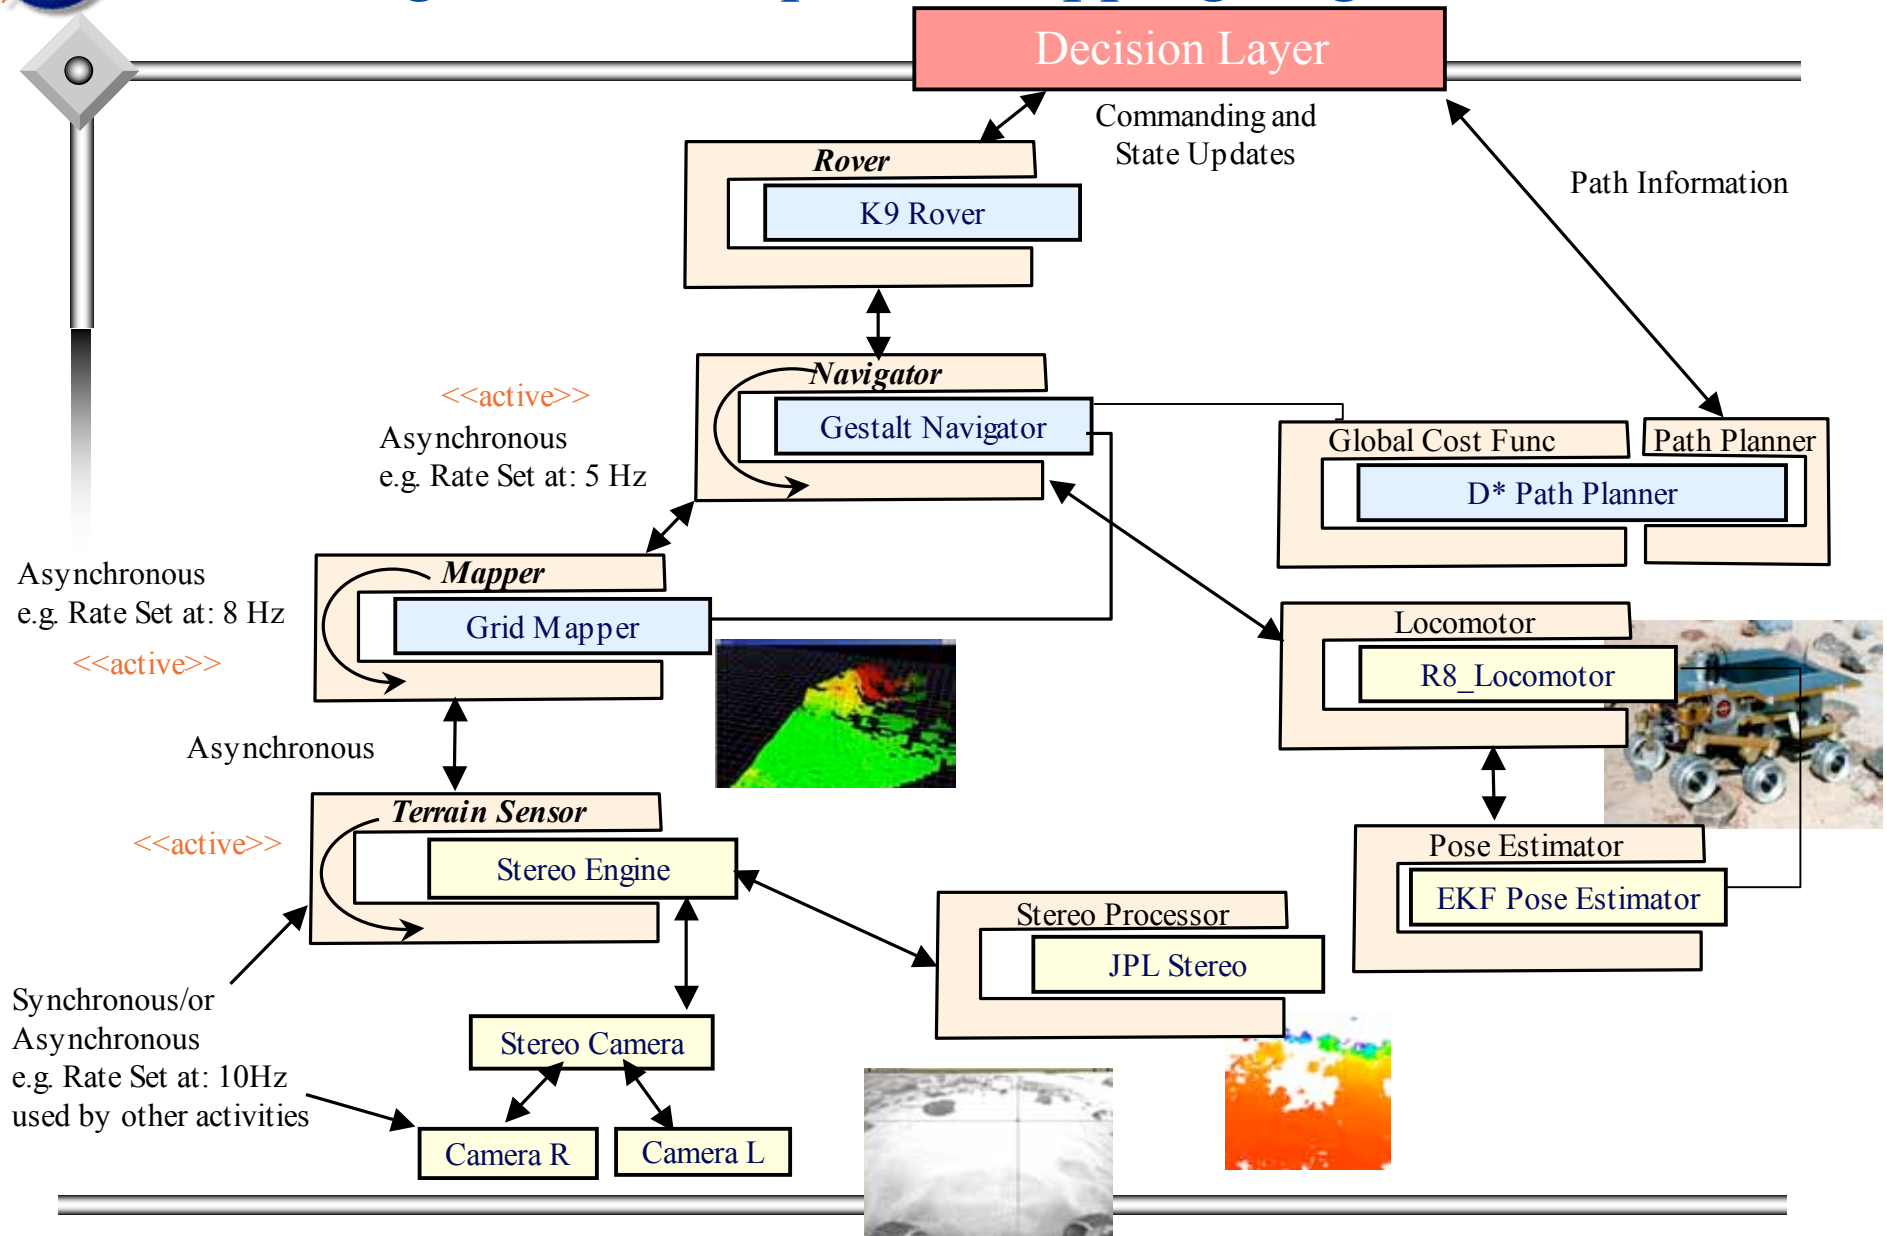 Decision Layer
Commanding and
State Updates
Path Information
Rover
K9 Rover
<<active>>
Asynchronous
e.g. Rate Set at: 5 Hz
Navigator
Gestalt Navigator
Global Cost Func
Path Planner
D* Path Planner
Asynchronous
e.g. Rate Set at: 8 Hz
<<active>>
Mapper
Grid Mapper
Locomotor
R8_Locomotor
Asynchronous
<<active>>
Terrain Sensor
Stereo Engine
Pose Estimator
EKF Pose Estimator
Stereo Processor
JPL Stereo
Synchronous/or
Asynchronous
e.g. Rate Set at: 10Hz
used by other activities
Stereo Camera
Camera R
Camera L